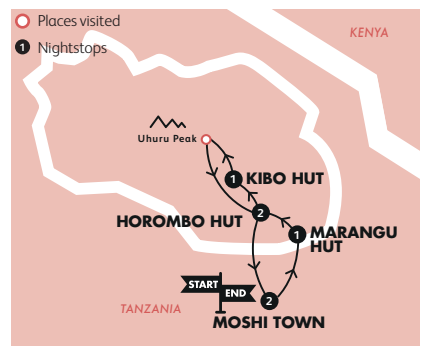 Places visited
1 Nightstops
KENYA
Uhuru Peak
1 KIBO HUT
HOROMBO HUT 2
1 MARANGU
HUT
START
END
TANZANIA
2
MOSHI TOWN